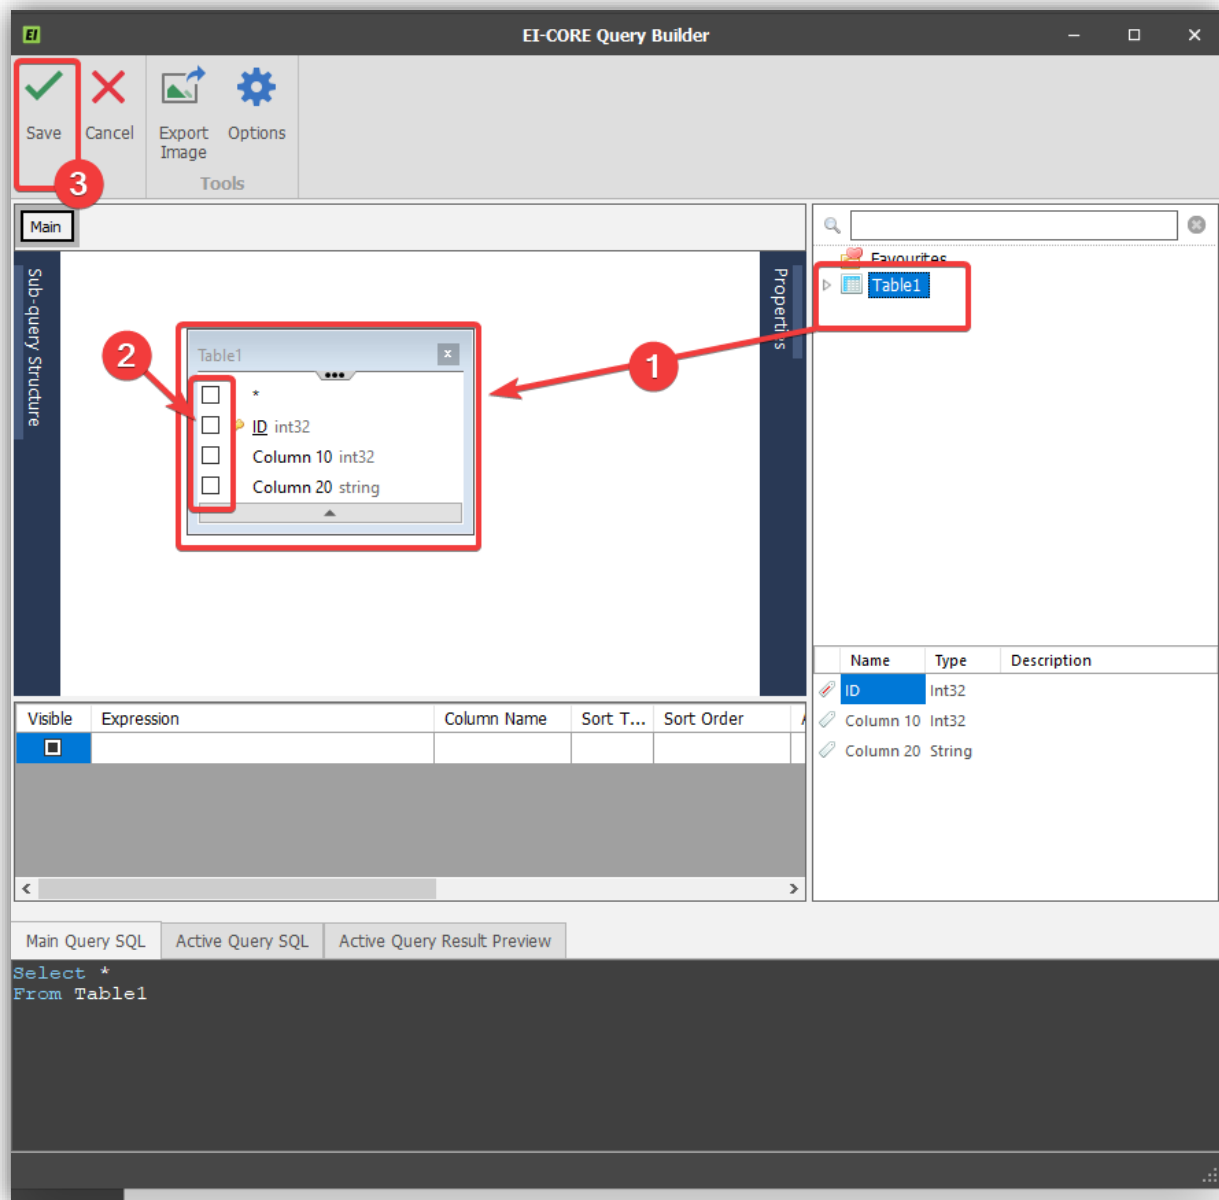 EI
EI-CORE Query Builder
Save
Cancel
Export
Image
Options
Tools
3
Main
Sub-query Structure
Properties
Favourites
Table1
1
2
Table1
*
ID int32
Column 10 int32
Column 20 string
Name Type Description
ID Int32
Column 10 Int32
Column 20 String
Visible Expression Column Name Sort T... Sort Order
Main Query SQL Active Query SQL Active Query Result Preview
Select *
From Table1